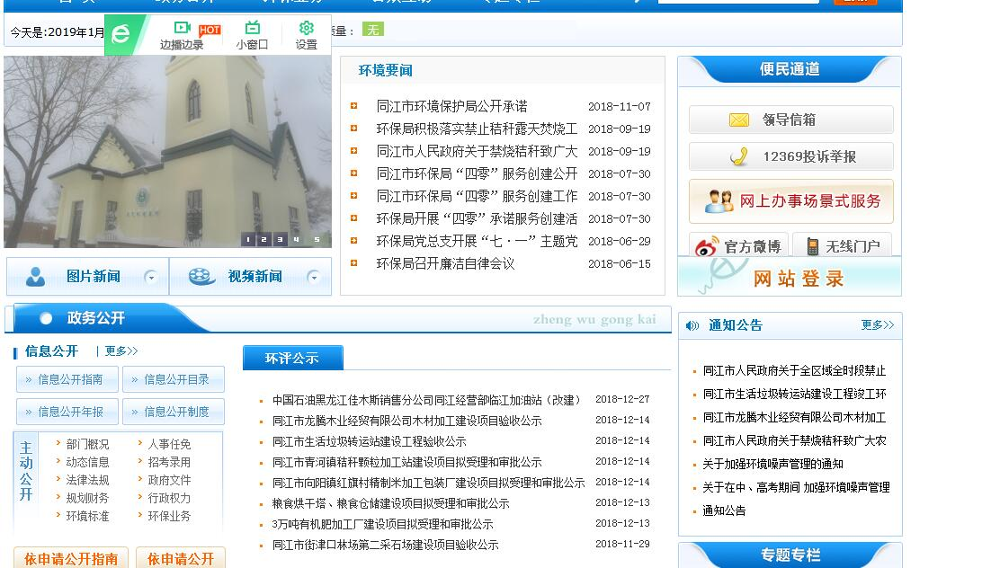 今天是:2019年1月
边播边录
HOT
小窗口
设置
质量：
无
环境要闻
同江市环境保护局公开承诺 2018-11-07
环保局积极落实禁止秸秆露天焚烧工 2018-09-19
同江市人民政府关于禁烧秸秆致广大 2018-09-19
同江市环保局“四零”服务创建公开 2018-07-30
同江市环保局“四零”服务创建工作 2018-07-30
环保局开展“四零”承诺服务创建活 2018-07-30
环保局党总支开展“七·一”主题党 2018-06-29
环保局召开廉洁自律会议 2018-06-15
1 2 3 4 5
图片新闻
视频新闻
便民通道
领导信箱
12369投诉举报
网上办事场景式服务
官方微博
无线门户
网站登录
政务公开
zheng wu gong kai
信息公开 | 更多>>
» 信息公开指南
» 信息公开目录
» 信息公开年报
» 信息公开制度
主动公开
部门概况
人事任免
动态信息
招考录用
法律法规
政府文件
规划财务
行政权力
环境标准
环保业务
依申请公开指南
依申请公开
环评公示
中国石油黑龙江佳木斯销售分公司同江经营部临江加油站（改建） 2018-12-27
同江市龙腾木业经贸有限公司木材加工建设项目验收公示 2018-12-14
同江市生活垃圾转运站建设工程验收公示 2018-12-14
同江市青河镇秸秆颗粒加工站建设项目拟受理和审批公示 2018-12-14
同江市向阳镇红旗村精制米加工包装厂建设项目拟受理和审批公示 2018-12-14
粮食烘干塔、粮食仓储建设项目拟受理和审批公示 2018-12-13
3万吨有机肥加工厂建设项目拟受理和审批公示 2018-12-13
同江市街津口林场第二采石场建设项目验收公示 2018-11-29
通知公告
更多>>
同江市人民政府关于全区域全时段禁止
同江市生活垃圾转运站建设工程竣工环
同江市龙腾木业经贸有限公司木材加工
同江市人民政府关于禁烧秸秆致广大农
关于加强环境噪声管理的通知
关于在中、高考期间 加强环境噪声管理
通知公告
专题专栏